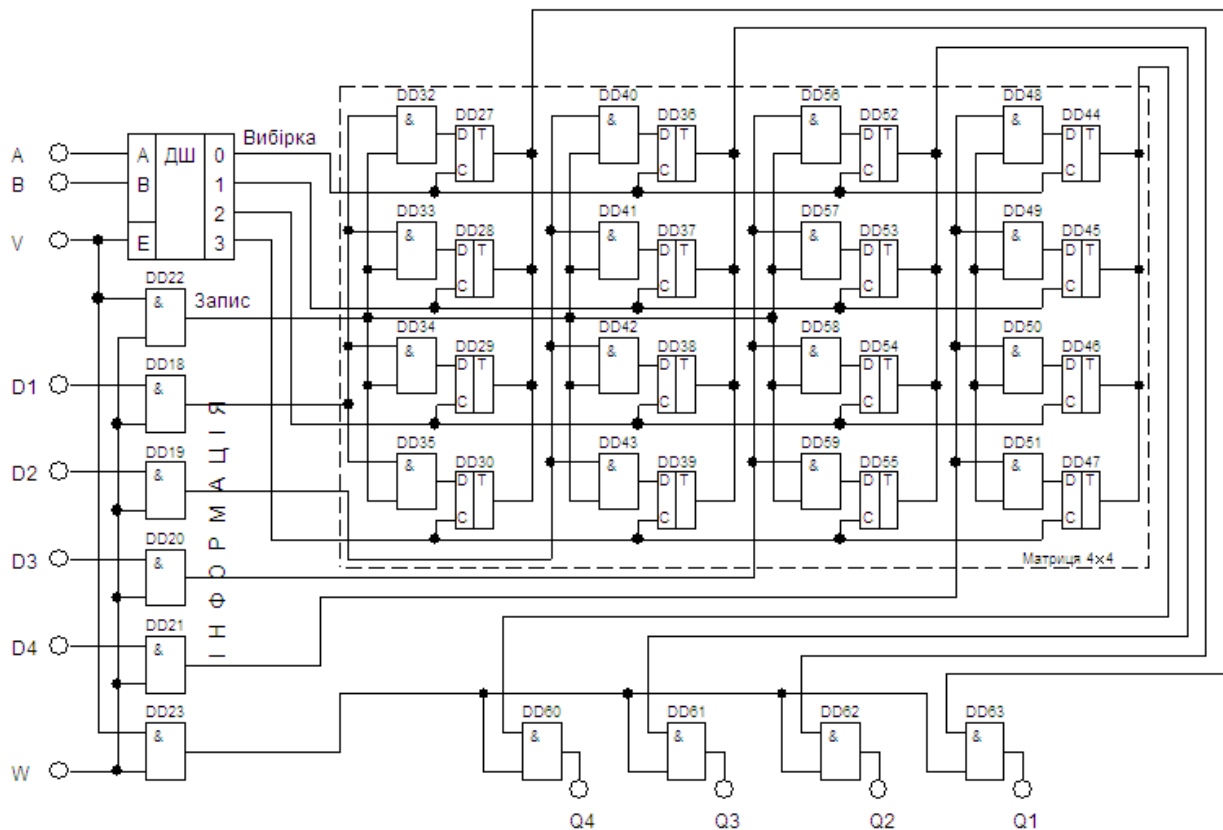 DD32 DD40 DD56 DD48
& DD27 & DD36 & DD52 & DD44
D T D T D T D T
C C C C
A A ДШ 0 Вибірка
B B 1
2
V E 3
DD33 DD41 DD57 DD49
& DD28 & DD37 & DD53 & DD45
D T D T D T D T
C C C C
DD22
& Запис
DD34 DD42 DD58 DD50
& DD29 & DD38 & DD54 & DD46
D T D T D T D T
C C C C
DD18
D1 &
DD35 DD43 DD59 DD51
& DD30 & DD39 & DD55 & DD47
D T D T D T D T
C C C C
DD19
D2 &
DD20
D3 &
Матриця 4×4
DD21
D4 &
ІНФОРМАЦІЯ
DD23
&
W
DD60 DD61 DD62 DD63
& & & &
Q4 Q3 Q2 Q1